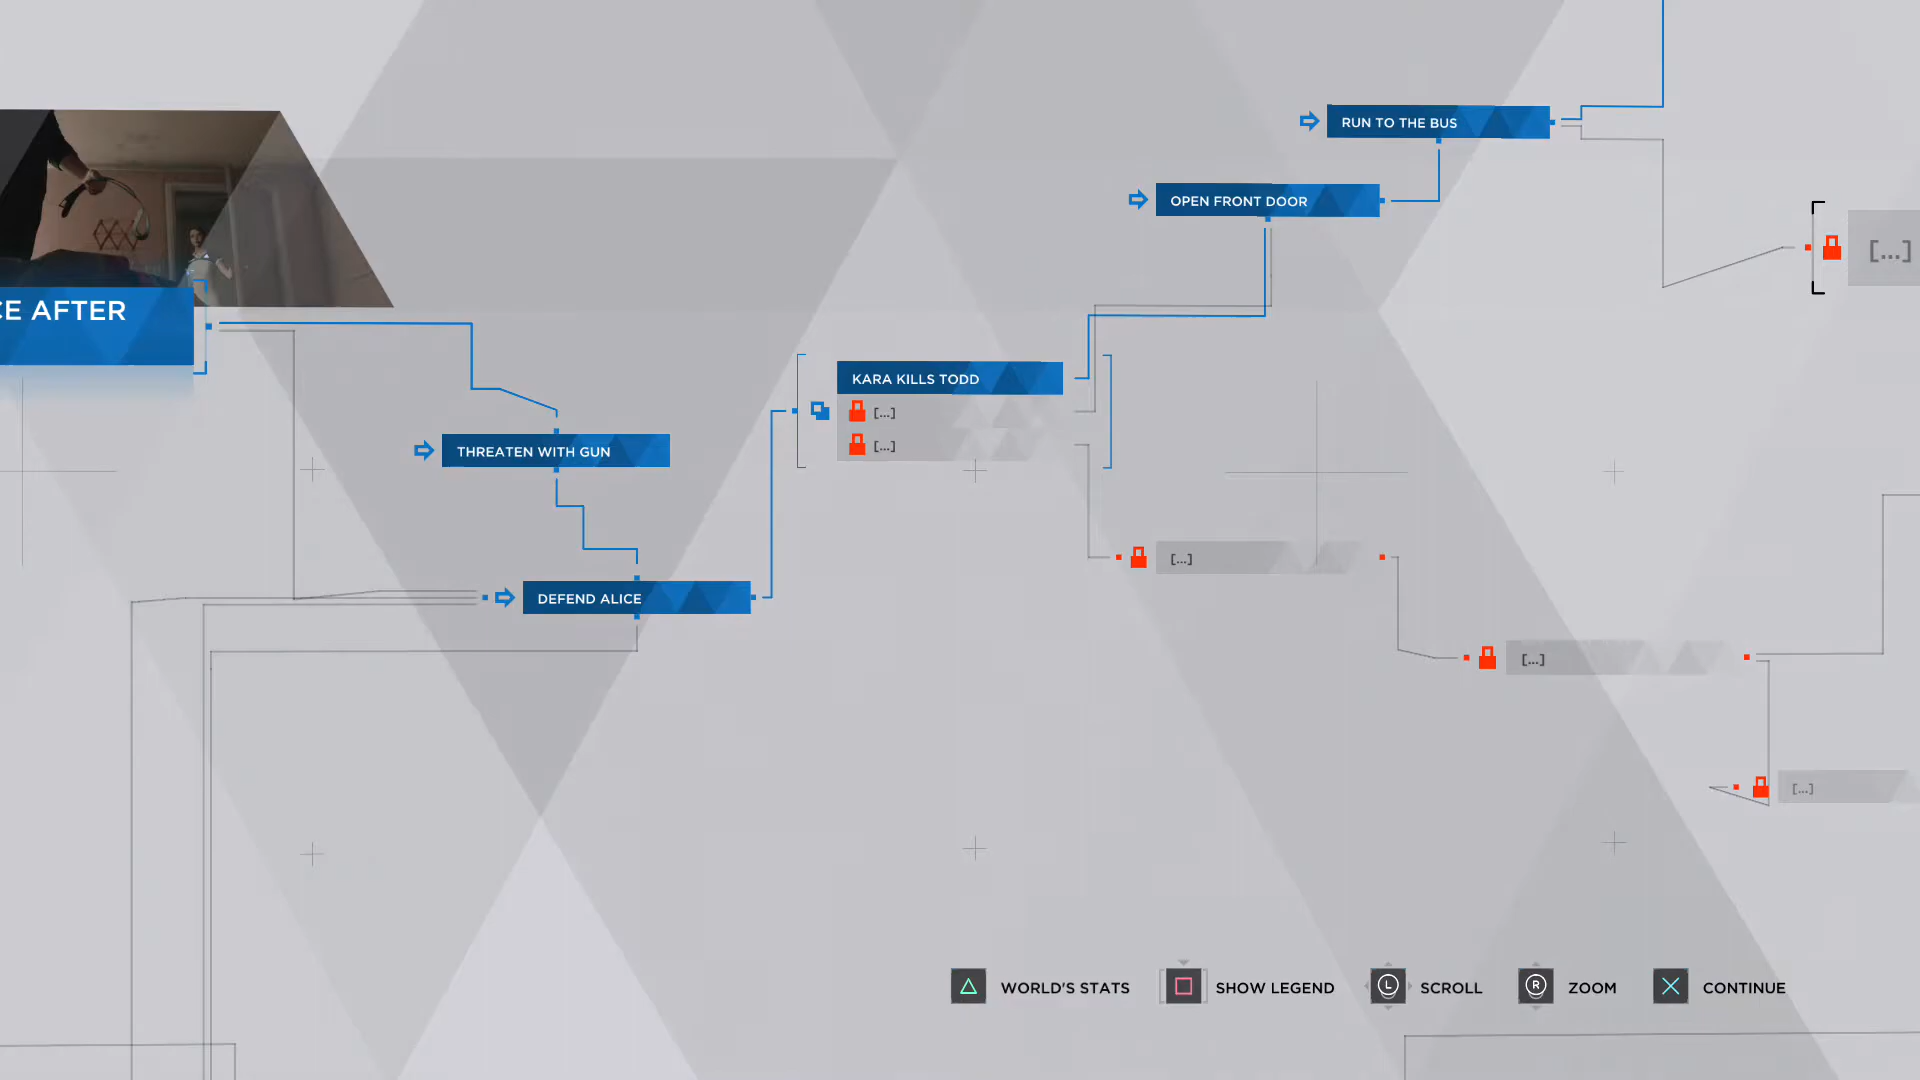 RUN TO THE BUS
OPEN FRONT DOOR
[...]
CE AFTER
KARA KILLS TODD
[...]
[...]
THREATEN WITH GUN
[...]
DEFEND ALICE
[...]
[...]
WORLD'S STATS
SHOW LEGEND
L
SCROLL
R
ZOOM
CONTINUE